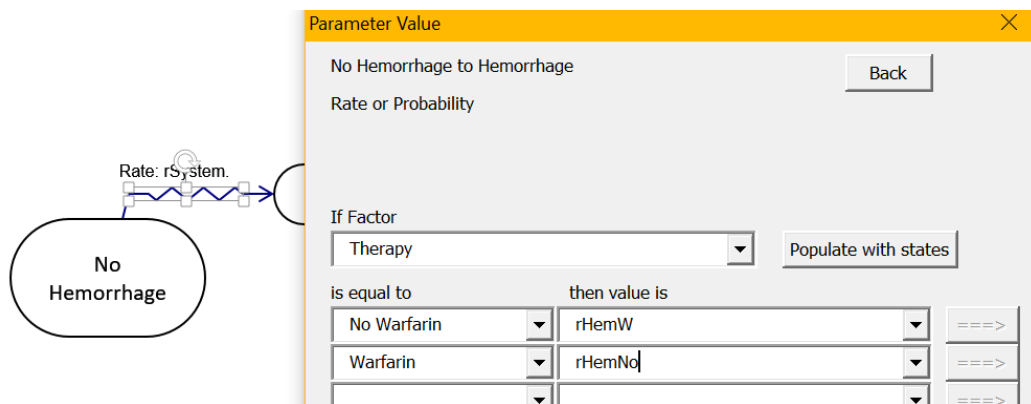 Parameter Value
No Hemorrhage to Hemorrhage
Back
Rate or Probability
Rate: rSystem.
If Factor
Therapy
Populate with states
No
Hemorrhage
is equal to then value is
No Warfarin rHemW ===>
Warfarin rHemNo ===>
===>